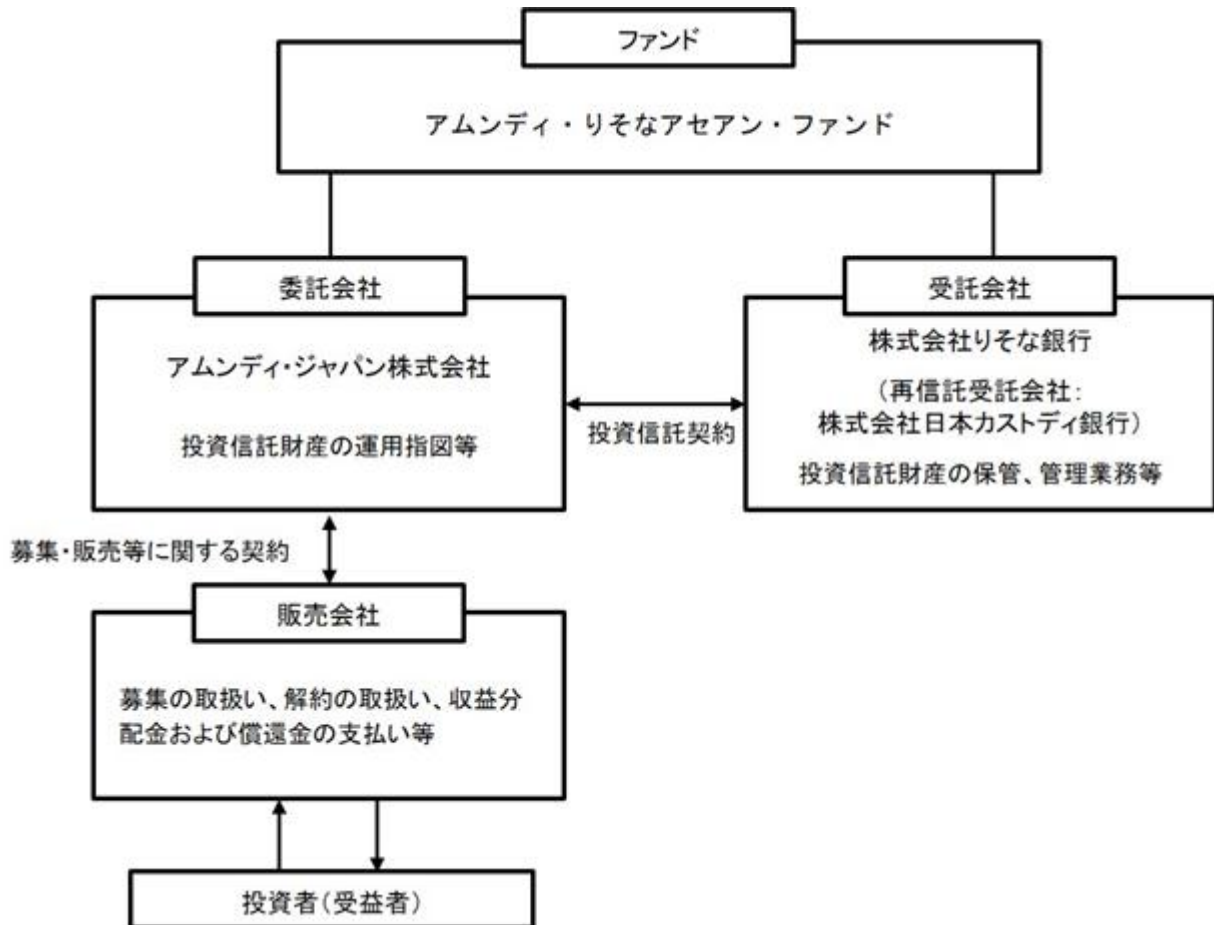 ファンド
アムンディ・りそなアセアン・ファンド
委託会社
アムンディ・ジャパン株式会社
投資信託財産の運用指図等
投資信託契約
受託会社
株式会社りそな銀行
（再信託受託会社：
株式会社日本カストディ銀行）
投資信託財産の保管、管理業務等
募集・販売等に関する契約
販売会社
募集の取扱い、解約の取扱い、収益分
配金および償還金の支払い等
投資者（受益者）